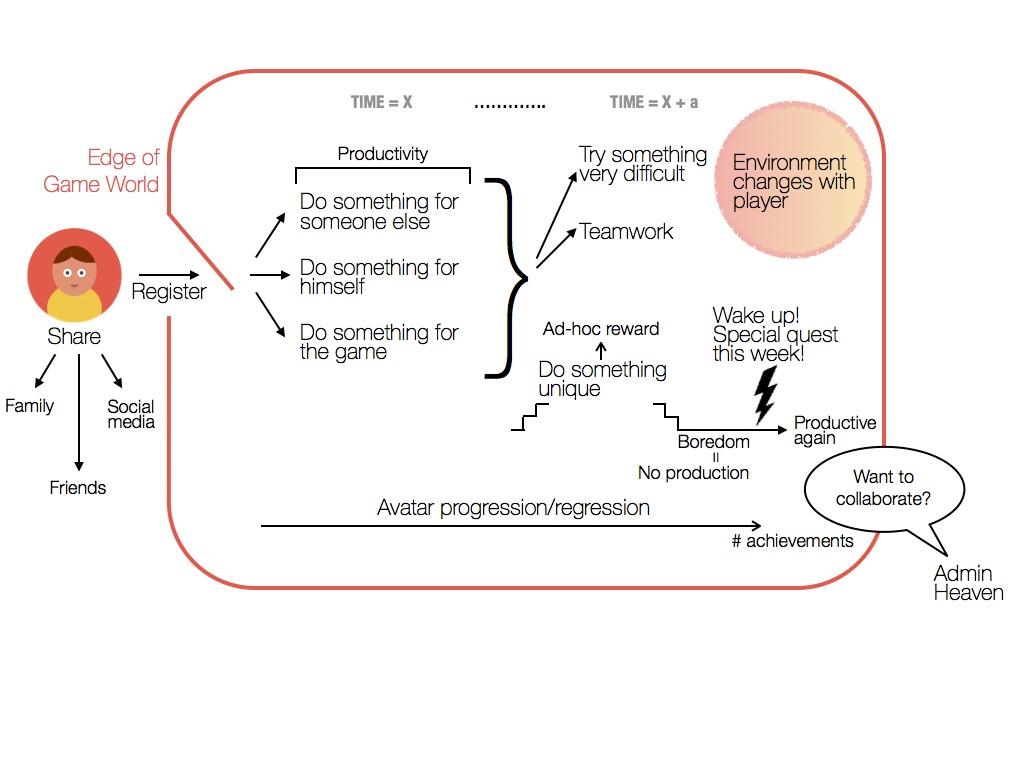 TIME = X
.............
TIME = X + a
Edge of
Game World
Register
Share
Family
Social
media
Friends
Productivity
Do something for
someone else
Do something for
himself
Do something for
the game
Try something
very difficult
Teamwork
Environment
changes with
player
Ad-hoc reward
Do something
unique
Wake up!
Special quest
this week!
Boredom
=
No production
Productive
again
Want to
collaborate?
Admin
Heaven
Avatar progression/regression
# achievements